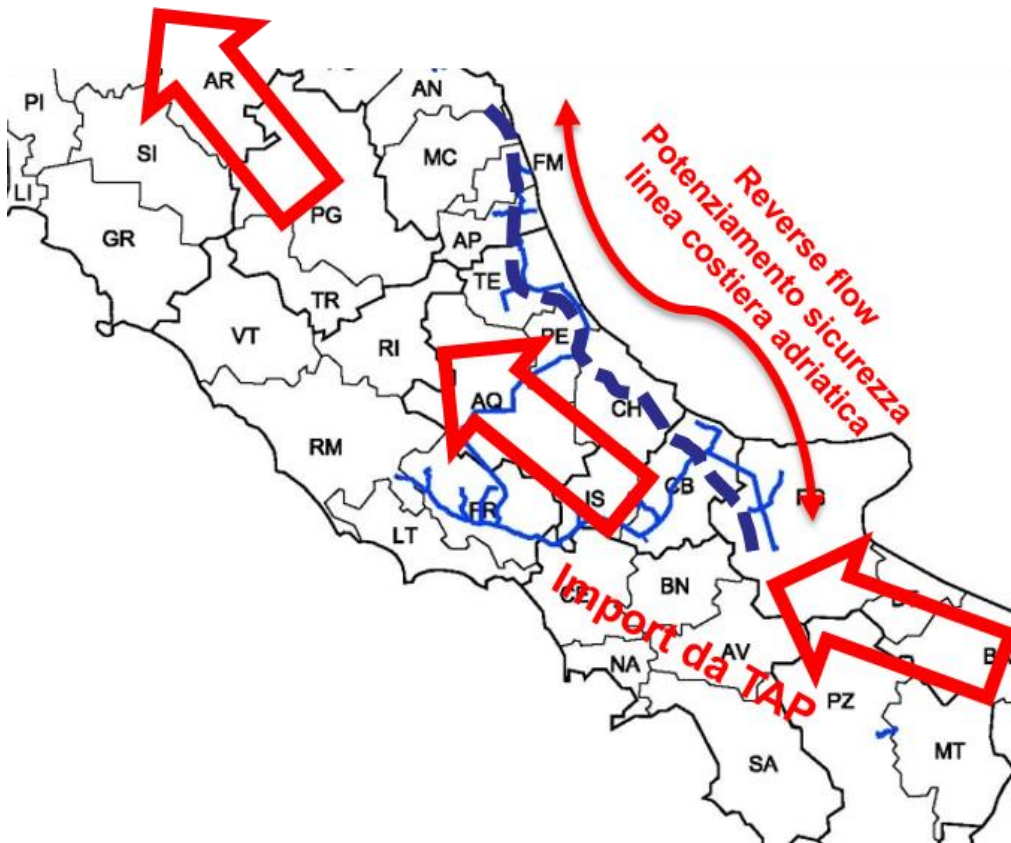 AR
AN
PI
SI
MC
FM
LI
PG
GR
AP
TE
TR
VT
RI
PE
AQ
CH
RM
IS
CB
FR
LT
BN
CE
AV
NA
PZ
SA
MT
Reverse flow
Potenziamento sicurezza
linea costiera adriatica
Import da TAP